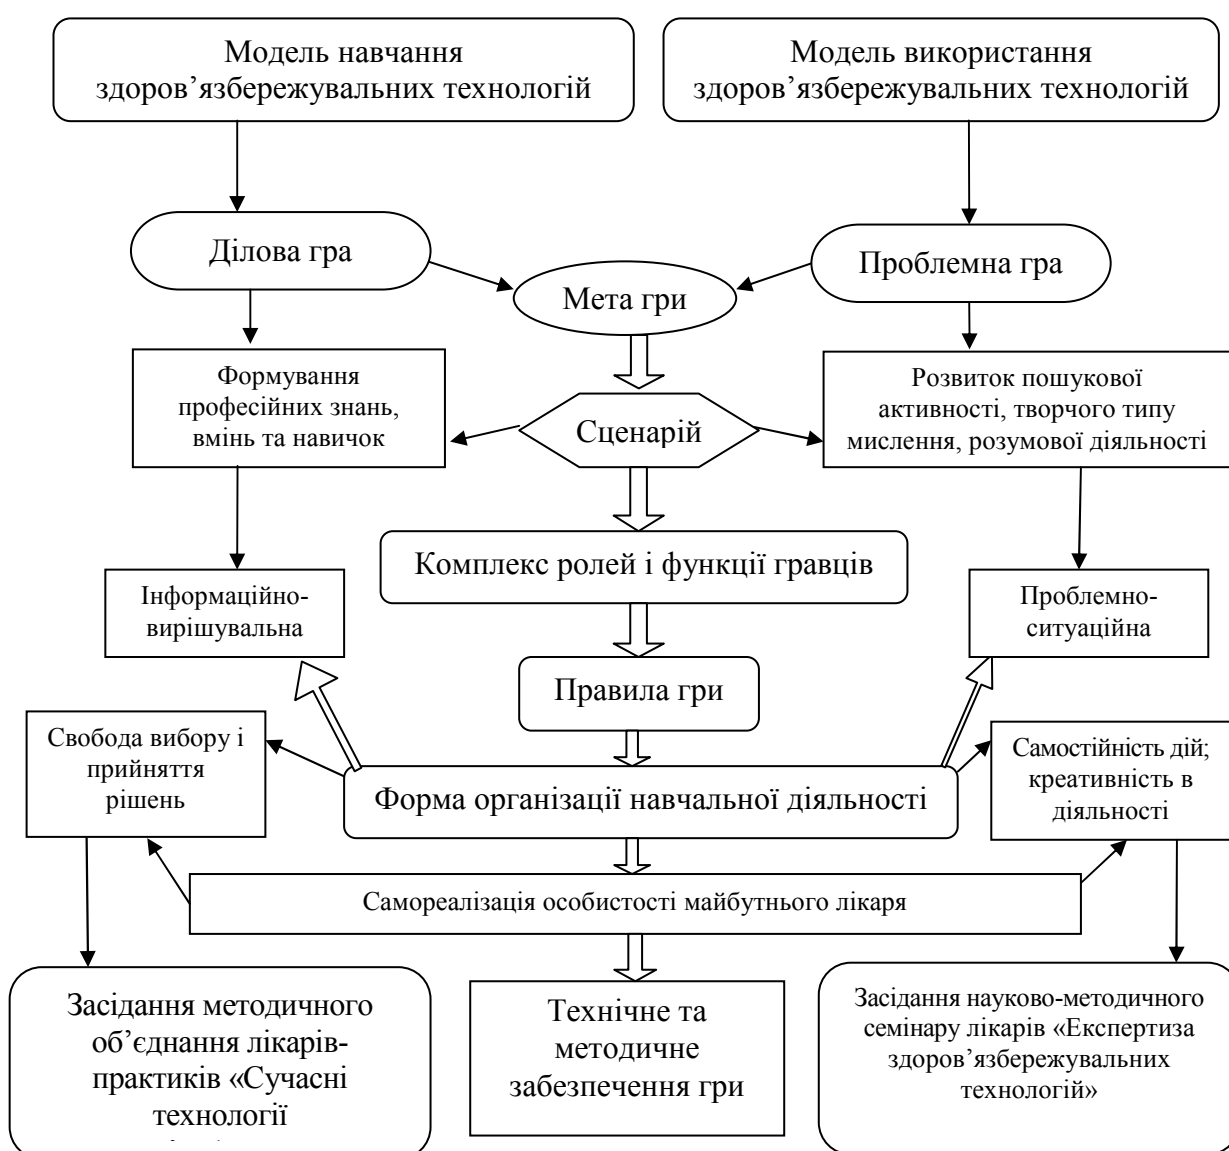 Модель навчання
здоров’язбережувальних технологій
Модель використання
здоров’язбережувальних технологій
Ділова гра
Мета гри
Проблемна гра
Формування
професійних знань,
вмінь та навичок
Сценарій
Розвиток пошукової
активності, творчого типу
мислення, розумової діяльності
Комплекс ролей і функції гравців
Інформаційно-
вирішувальна
Проблемно-
ситуаційна
Правила гри
Свобода вибору і
прийняття
рішень
Форма організації навчальної діяльності
Самостійність дій;
креативність в
діяльності
Самореалізація особистості майбутнього лікаря
Засідання методичного
об’єднання лікарів-
практиків «Сучасні
технології
Технічне та
методичне
забезпечення гри
Засідання науково-методичного
семінару лікарів «Експертиза
здоров’язбережувальних
технологій»